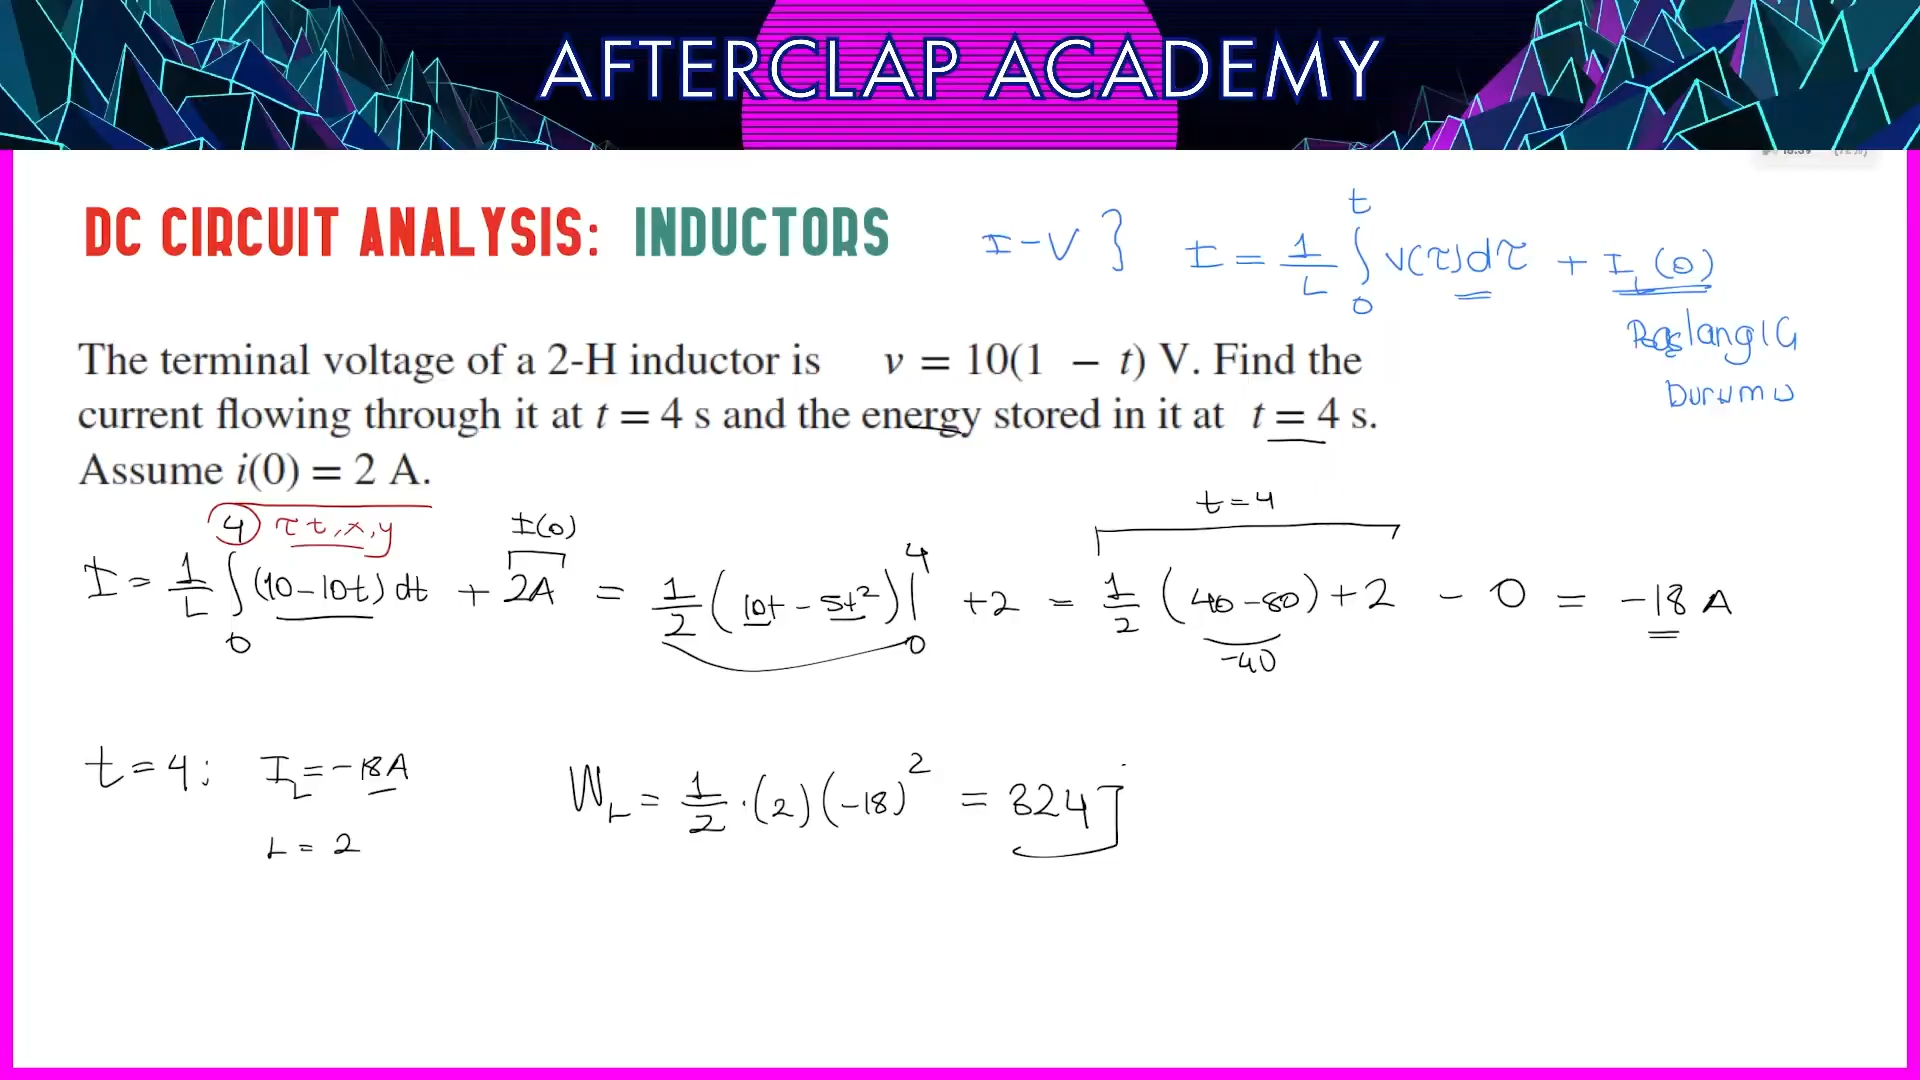 AFTERCLAP ACADEMY
DC CIRCUIT ANALYSIS: INDUCTORS
I-V } I = 1/L ∫₀ᵗ V(τ)dτ + I_L(0)
Başlangıç
Durumu
The terminal voltage of a 2-H inductor is v = 10(1 − t) V. Find the
current flowing through it at t = 4 s and the energy stored in it at t = 4 s.
Assume i(0) = 2 A.
τ t,x,y
I(0)
t=4
I = 1/L ∫₀⁴ (10-10t) dt + 2A = 1/2 (10t - 5t²)|₀⁴ +2 = 1/2 (40-80)+2 - 0 = -18 A
-40
t=4; I_L=-18A W_L = 1/2 · (2)(-18)² = 324 J
L = 2